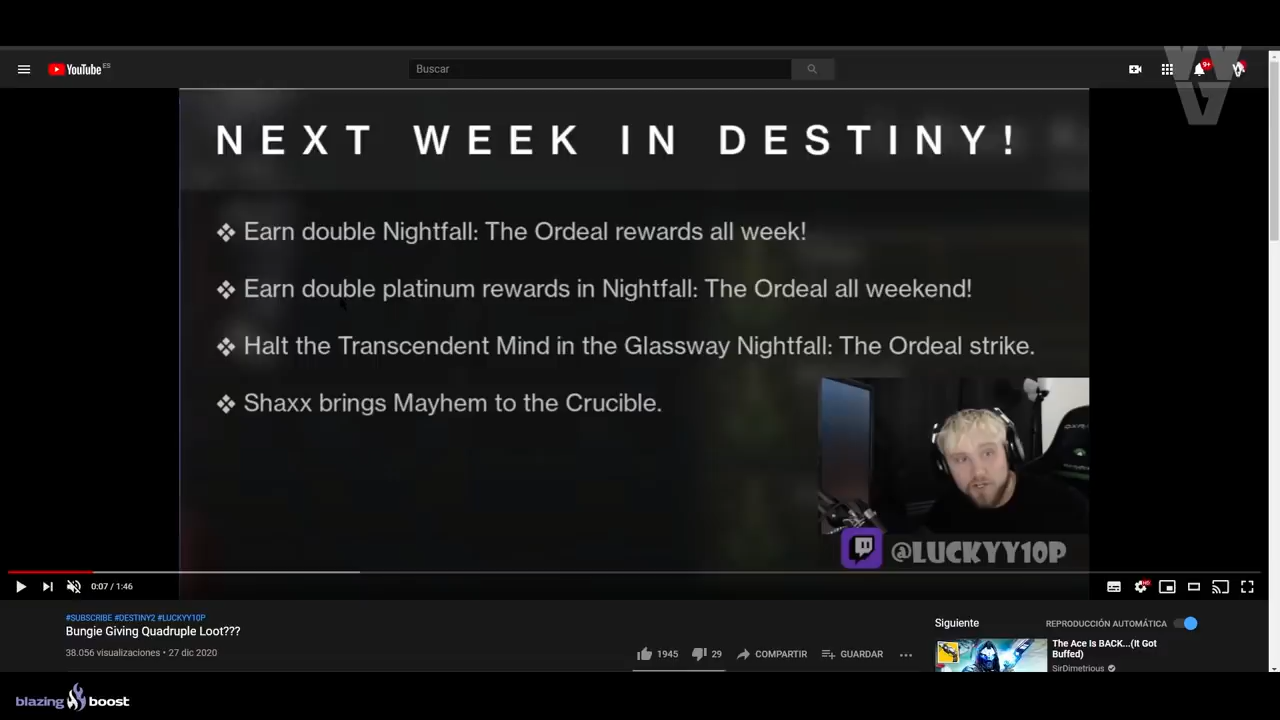 YouTube ES
Buscar
9+
WG
NEXT WEEK IN DESTINY!
❖ Earn double Nightfall: The Ordeal rewards all week!
❖ Earn double platinum rewards in Nightfall: The Ordeal all weekend!
❖ Halt the Transcendent Mind in the Glassway Nightfall: The Ordeal strike.
❖ Shaxx brings Mayhem to the Crucible.
@LUCKYY10P
0:07 / 1:46
HD
#SUBSCRIBE #DESTINY2 #LUCKYY10P
Bungie Giving Quadruple Loot???
38.056 visualizaciones • 27 dic 2020
1945 29 COMPARTIR GUARDAR
Siguiente REPRODUCCIÓN AUTOMÁTICA
The Ace Is BACK...(It Got
Buffed)
SirDimetrious
blazing boost